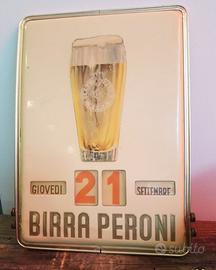 GIOVEDI 21 SETTEMBRE
BIRRA PERONI
subito